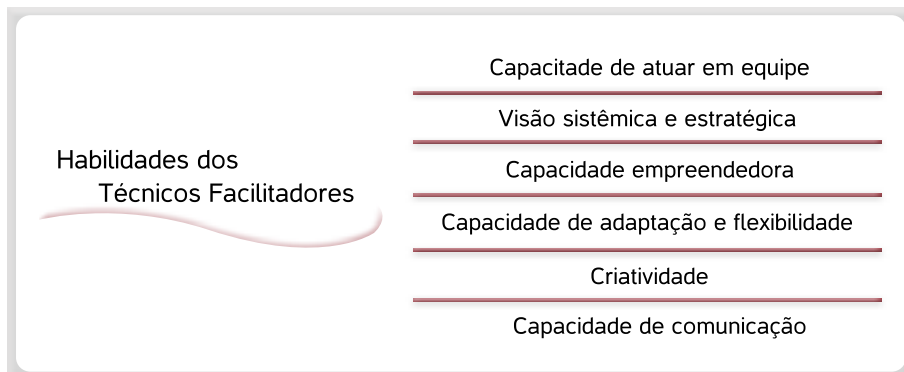 Habilidades dos
Técnicos Facilitadores
Capacitade de atuar em equipe
Visão sistêmica e estratégica
Capacidade empreendedora
Capacidade de adaptação e flexibilidade
Criatividade
Capacidade de comunicação